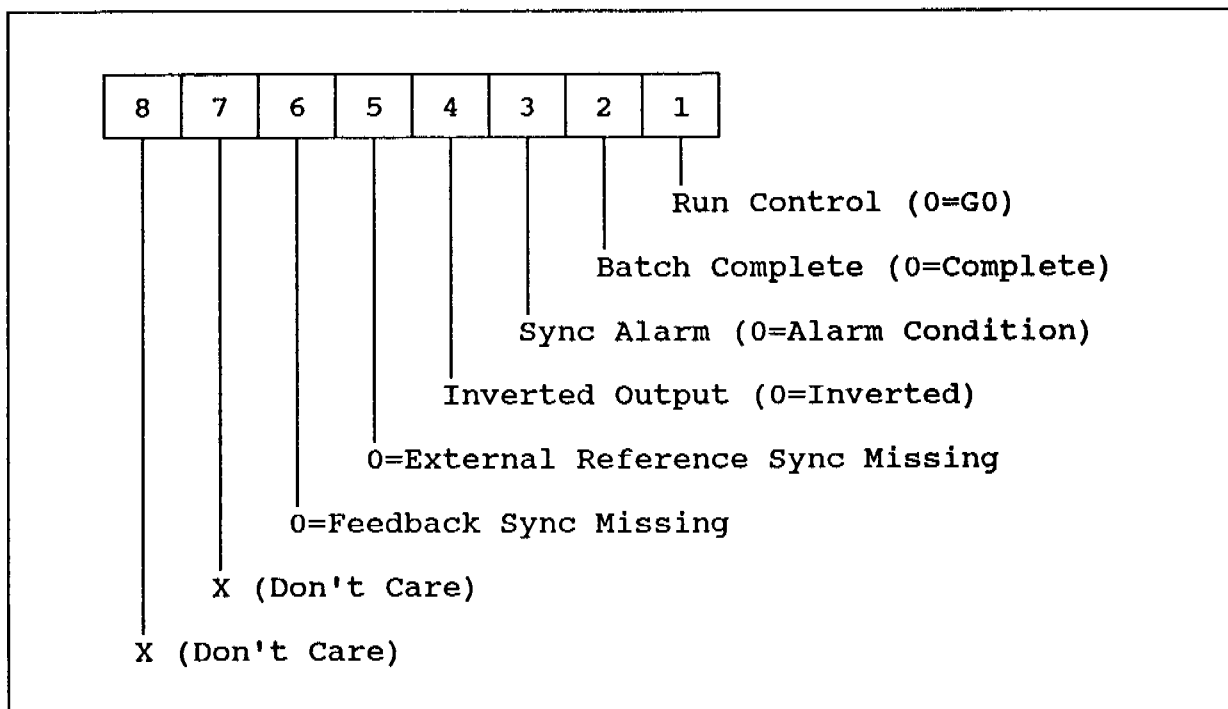 8 7 6 5 4 3 2 1
Run Control (0=G0)
Batch Complete (0=Complete)
Sync Alarm (0=Alarm Condition)
Inverted Output (0=Inverted)
0=External Reference Sync Missing
0=Feedback Sync Missing
X (Don't Care)
X (Don't Care)